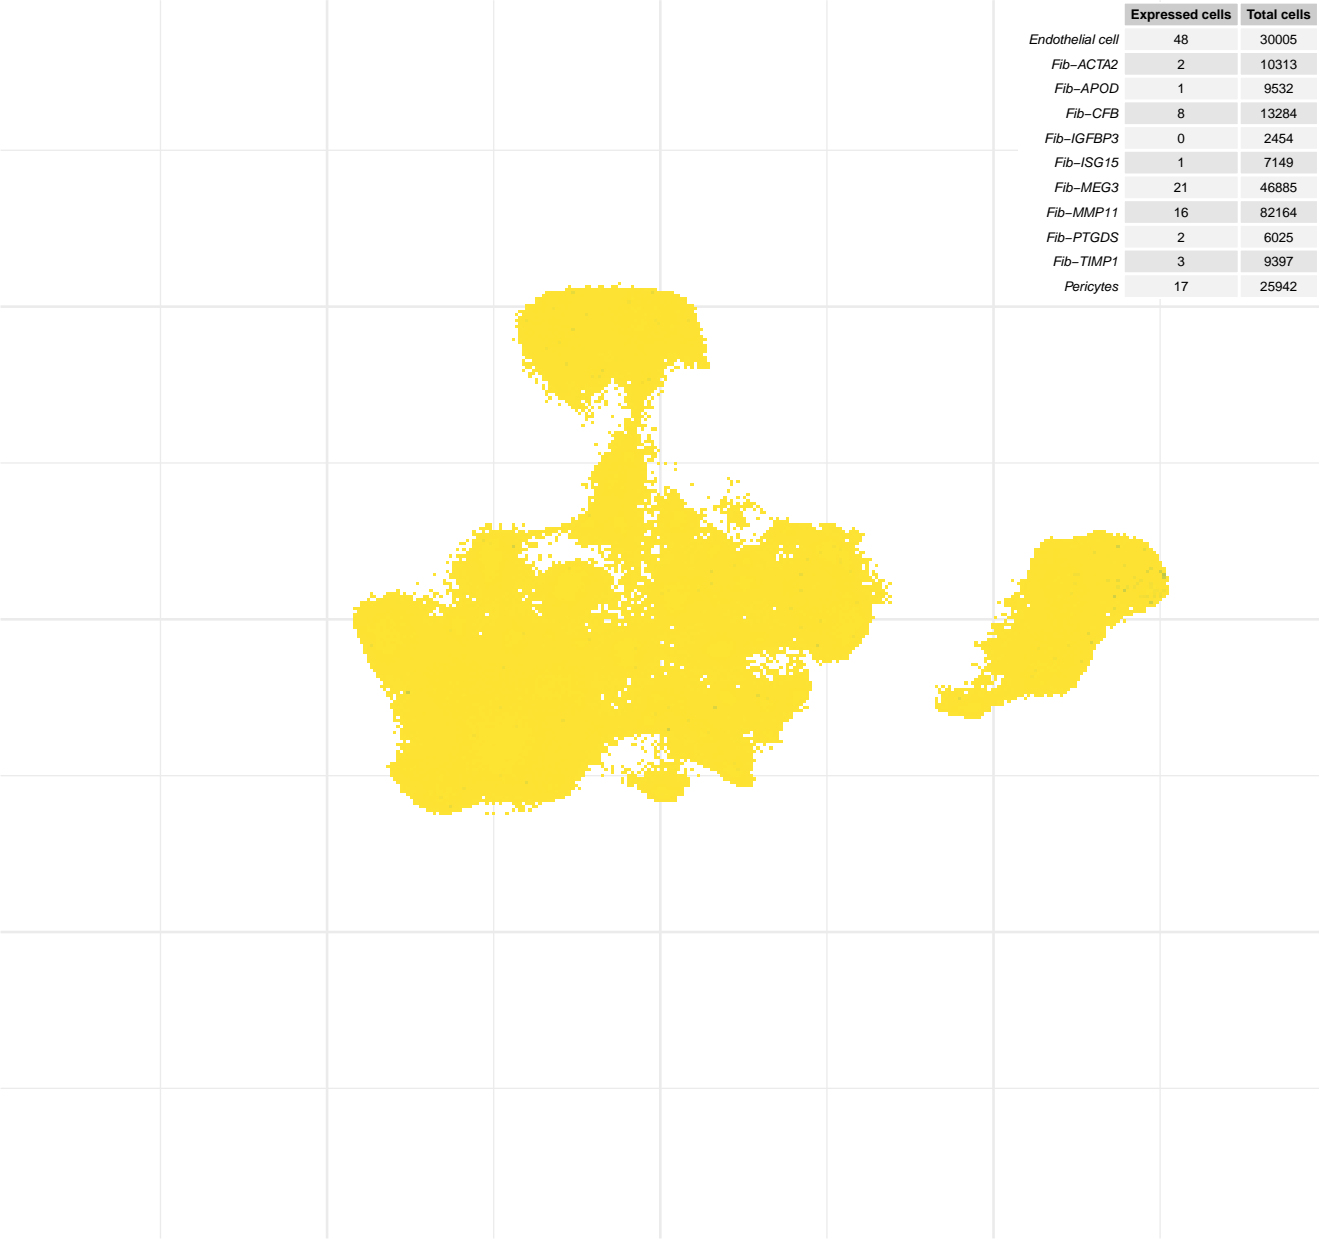 Expressed cells Total cells
Endothelial cell 48 30005
Fib−ACTA2 2 10313
Fib−APOD 1 9532
Fib−CFB 8 13284
Fib−IGFBP3 0 2454
Fib−ISG15 1 7149
Fib−MEG3 21 46885
Fib−MMP11 16 82164
Fib−PTGDS 2 6025
Fib−TIMP1 3 9397
Pericytes 17 25942